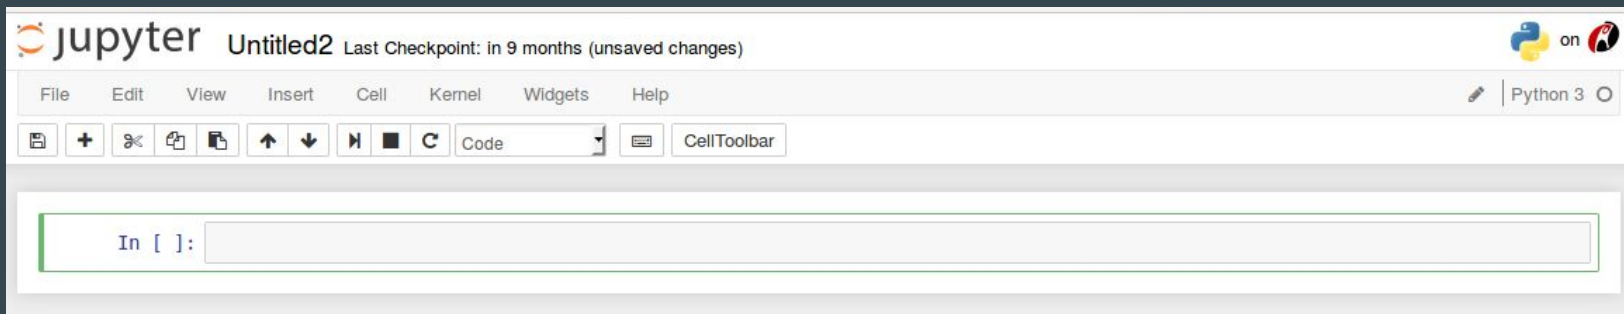 jupyter Untitled2 Last Checkpoint: in 9 months (unsaved changes) on
File Edit View Insert Cell Kernel Widgets Help Python 3
Code CellToolbar
In [ ]: